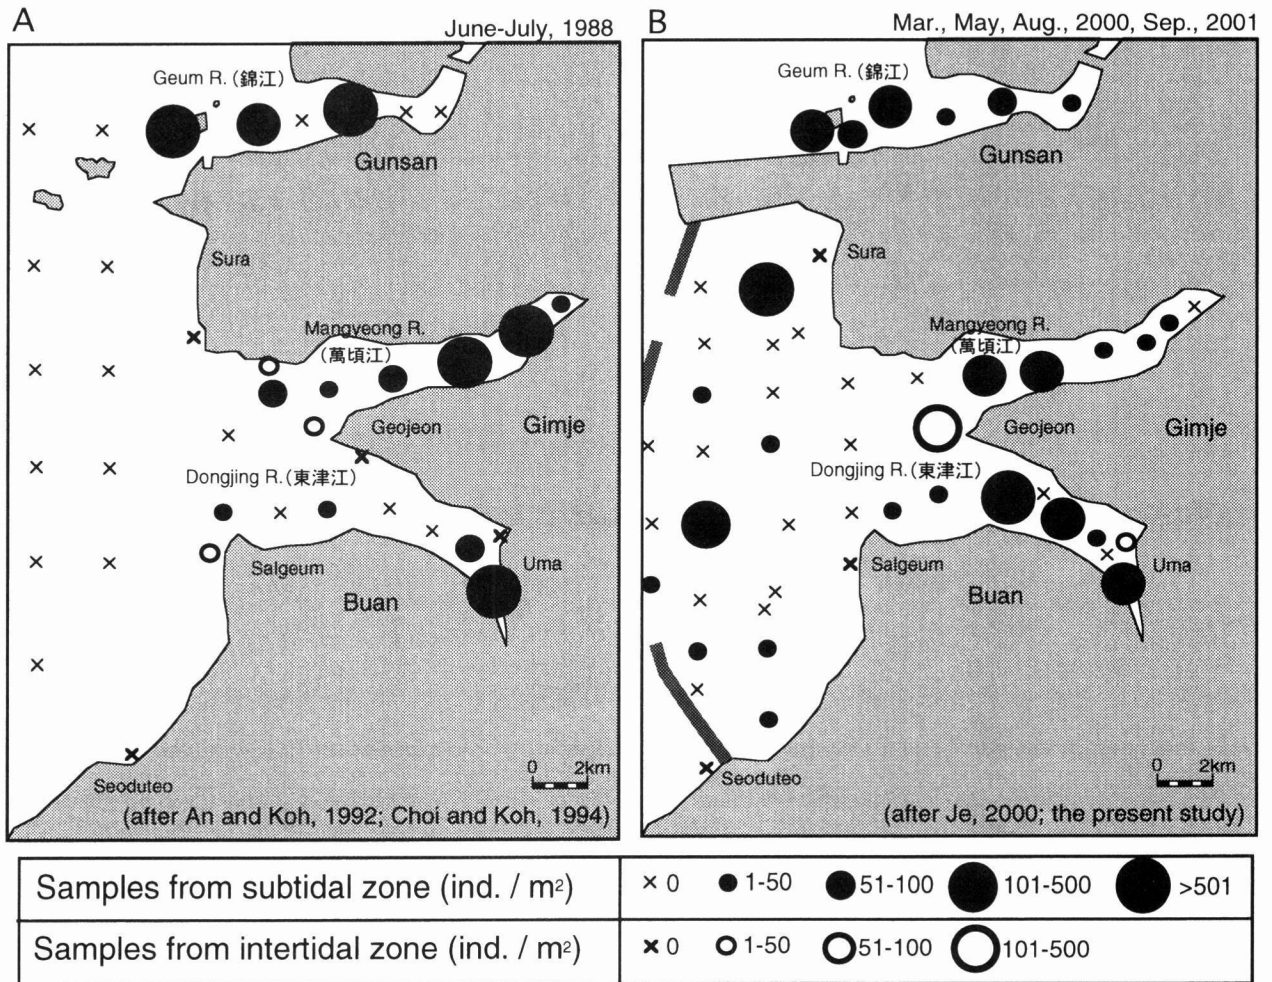 A
June-July, 1988
Geum R. (錦江)
Gunsan
Sura
Mangyeong R.
(萬頃江)
Geojeon
Gimje
Dongjing R. (東津江)
Salgeum
Uma
Buan
Seoduteo
0 2km
(after An and Koh, 1992; Choi and Koh, 1994)
B
Mar., May, Aug., 2000, Sep., 2001
Geum R. (錦江)
Gunsan
Sura
Mangyeong R.
(萬頃江)
Geojeon
Gimje
Dongjing R. (東津江)
Salgeum
Uma
Buan
Seoduteo
0 2km
(after Je, 2000; the present study)
Samples from subtidal zone (ind. / m²) × 0 1-50 51-100 101-500 >501
Samples from intertidal zone (ind. / m²) × 0 1-50 51-100 101-500